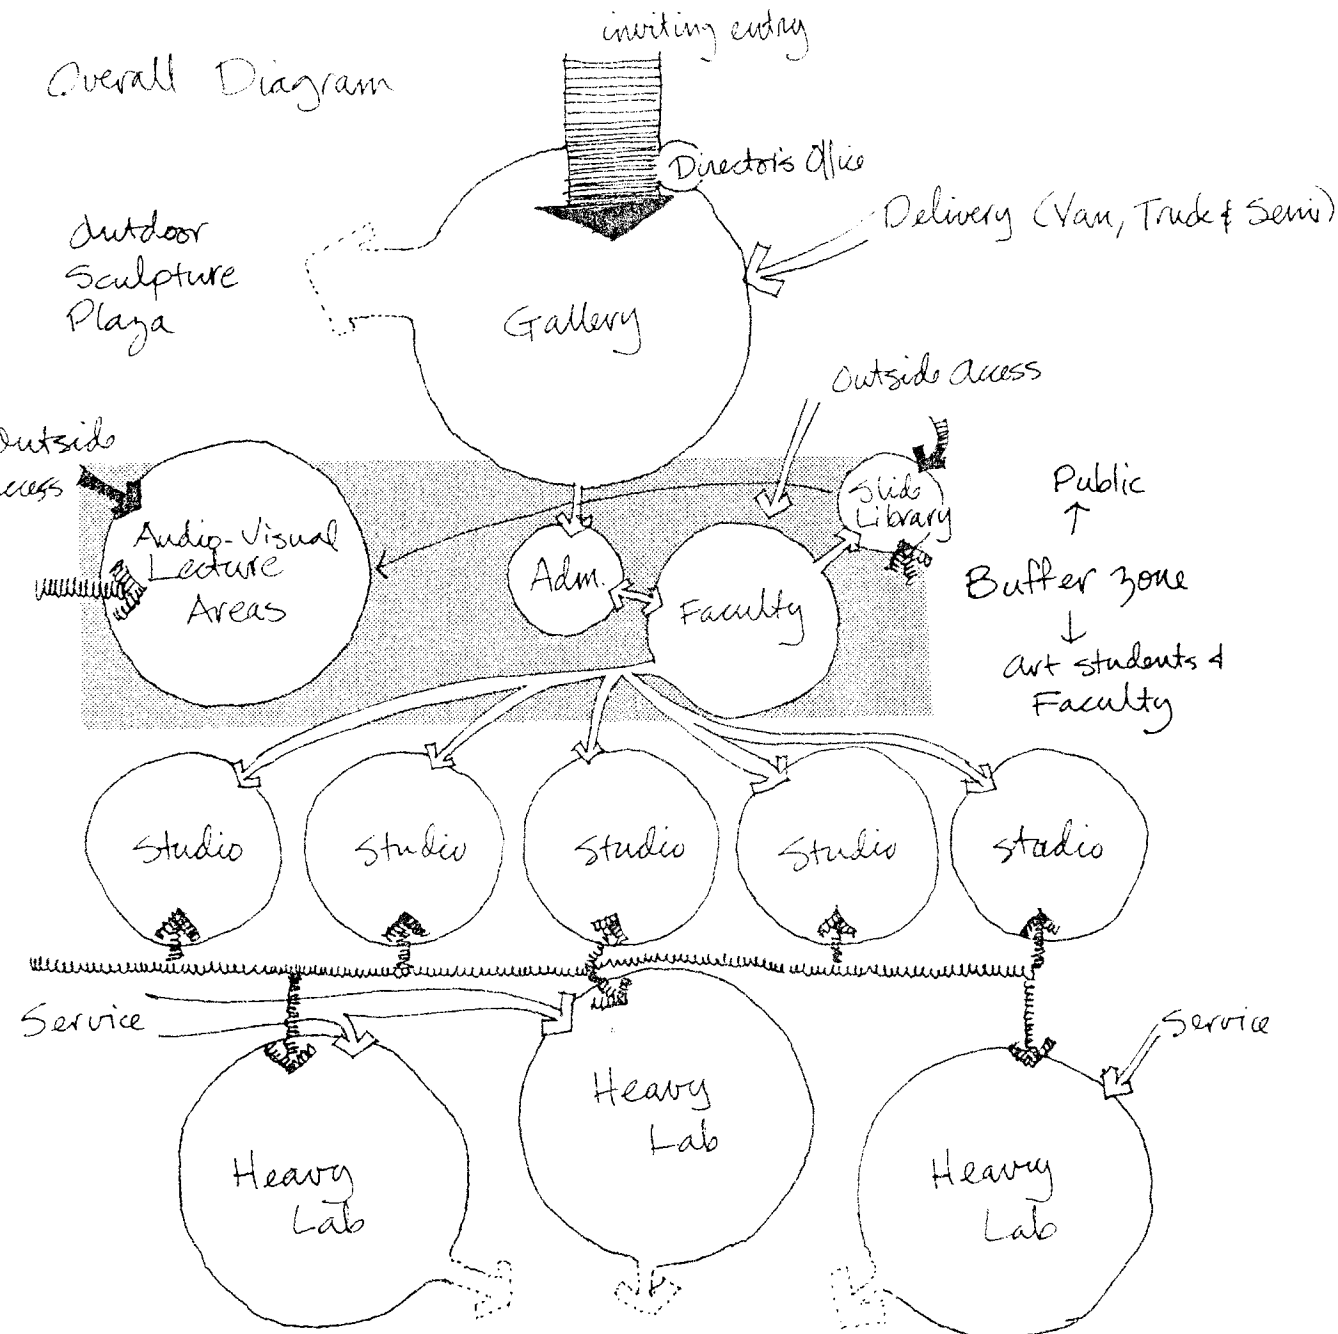 inviting entry
Overall Diagram
Director's Office
Delivery (Van, Truck & Semi)
Outdoor
Sculpture
Plaza
Gallery
Outside Access
Outside
Access
Slide
Library
Public
Audio-Visual
Lecture
Areas
Adm.
Faculty
Buffer zone
Art students &
Faculty
Studio
Studio
Studio
Studio
Studio
Service
Service
Heavy
Lab
Heavy
Lab
Heavy
Lab